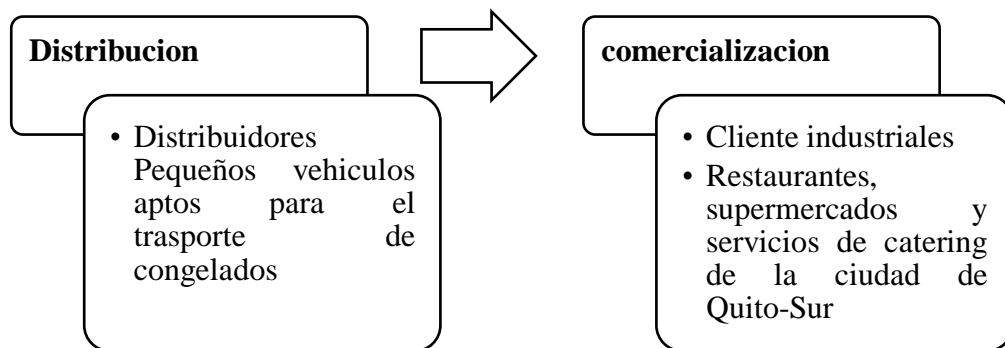 Distribucion
• Distribuidores
Pequeños vehiculos
aptos para el
trasporte de
congelados
comercializacion
• Cliente industriales
• Restaurantes,
supermercados y
servicios de catering
de la ciudad de
Quito-Sur